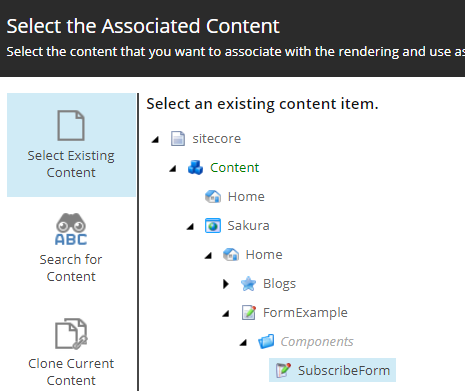 Select the Associated Content
Select the content that you want to associate with the rendering and use as
Select an existing content item.
Select Existing
Content
ABC
Search for
Content
Clone Current
Content
sitecore
Content
Home
Sakura
Home
Blogs
FormExample
Components
SubscribeForm